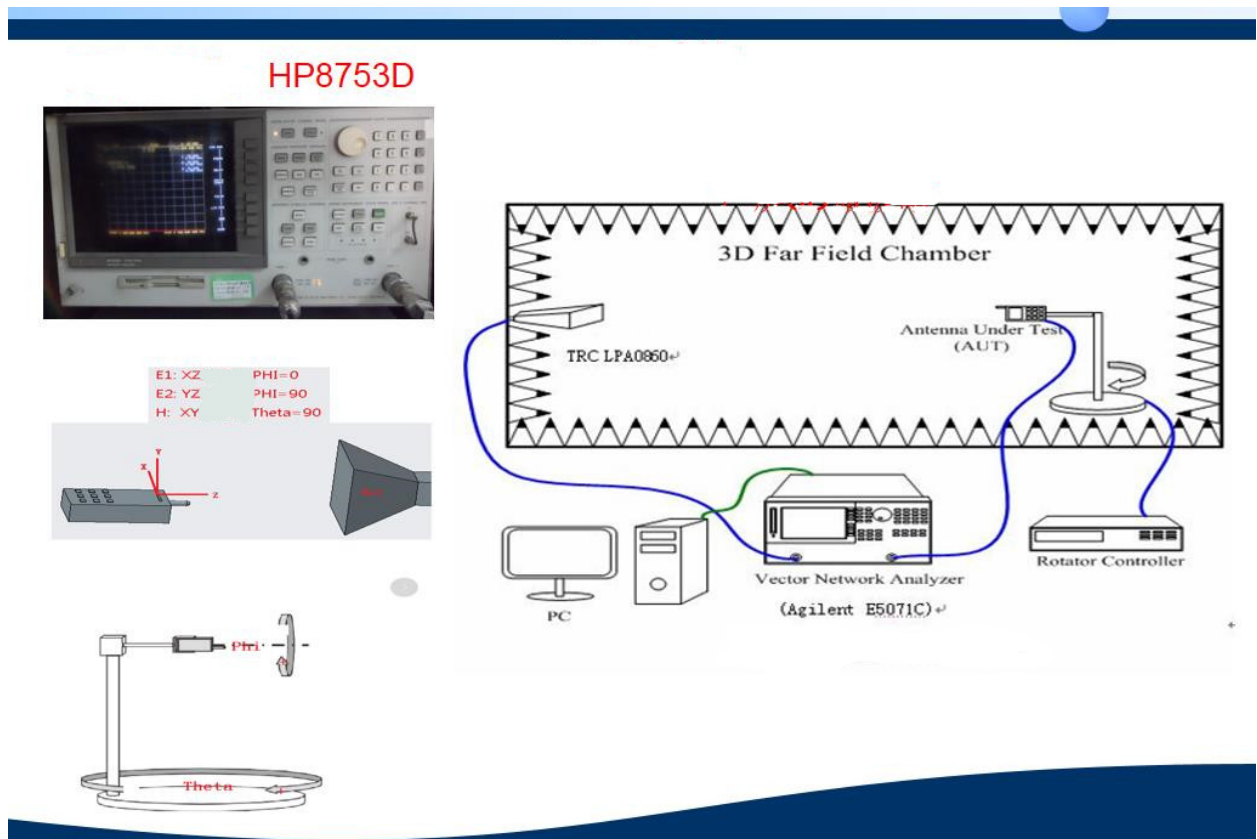 HP8753D
E1: XZ PHI=0
E2: YZ PHI=90
H: XY Theta=90
X
Y
Z
Phi
Theta
3D Far Field Chamber
TRC LPA0860↵
Antenna Under Test
(AUT)
PC
Vector Network Analyzer
(Agilent E5071C)↵
Rotator Controller